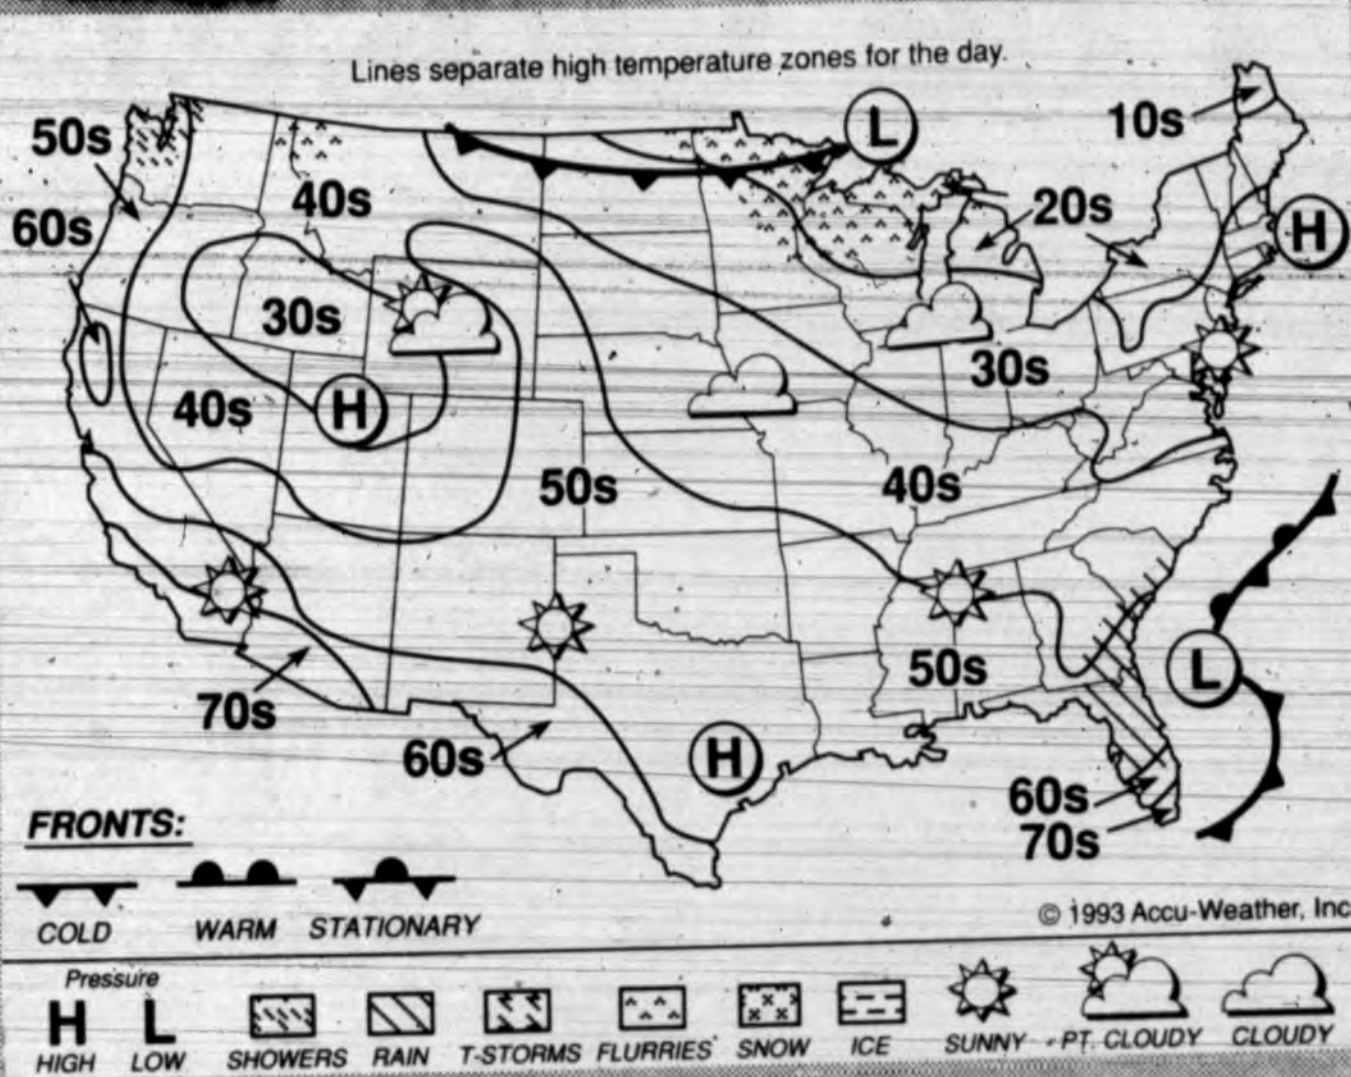 Lines separate high temperature zones for the day.
50s
60s
40s
30s
40s
H
L
10s
20s
H
30s
50s
40s
70s
60s
H
50s
L
60s
70s
FRONTS:
COLD WARM STATIONARY
© 1993 Accu-Weather, Inc
Pressure
H L
HIGH LOW SHOWERS RAIN T-STORMS FLURRIES SNOW ICE SUNNY PT. CLOUDY CLOUDY